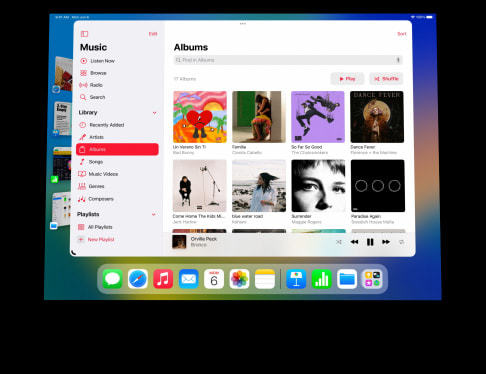 9:41 AM Mon Jun 6
100%
Edit
Sort
Music
Albums
Listen Now
Browse
Radio
Search
Find in Albums
17 Albums
Play
Shuffle
Library
Recently Added
Artists
Albums
Songs
Music Videos
Genres
Composers
Playlists
All Playlists
New Playlist
DANCE FEVER
Un Verano Sin Ti
Bad Bunny
Familia
Camila Cabello
So Far So Good
The Chainsmokers
Dance Fever
Florence + the Machine
Come Home The Kids Mi...
Jack Harlow
blue water road
Kehlani
Surrender
Maggie Rogers
Paradise Again
Swedish House Mafia
Orville Peck
Bronco
MON
6